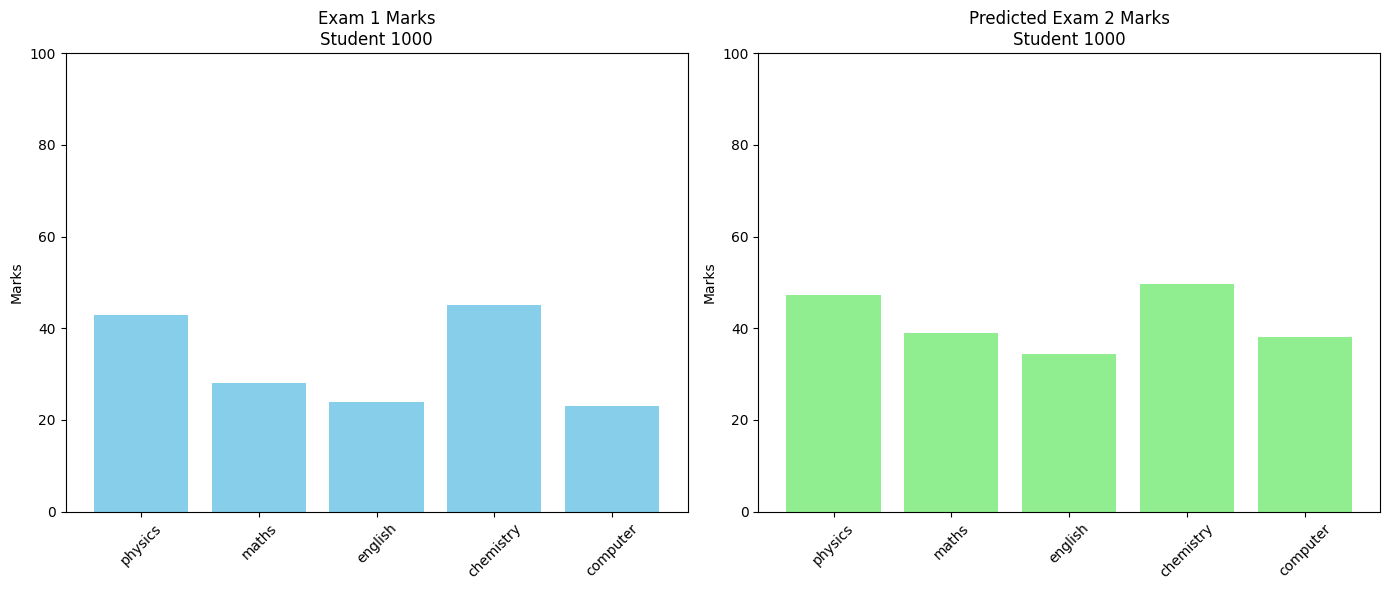 Exam 1 Marks
Student 1000
100
80
60
40
20
0
Marks
physics
maths
english
chemistry
computer
Predicted Exam 2 Marks
Student 1000
100
80
60
40
20
0
Marks
physics
maths
english
chemistry
computer